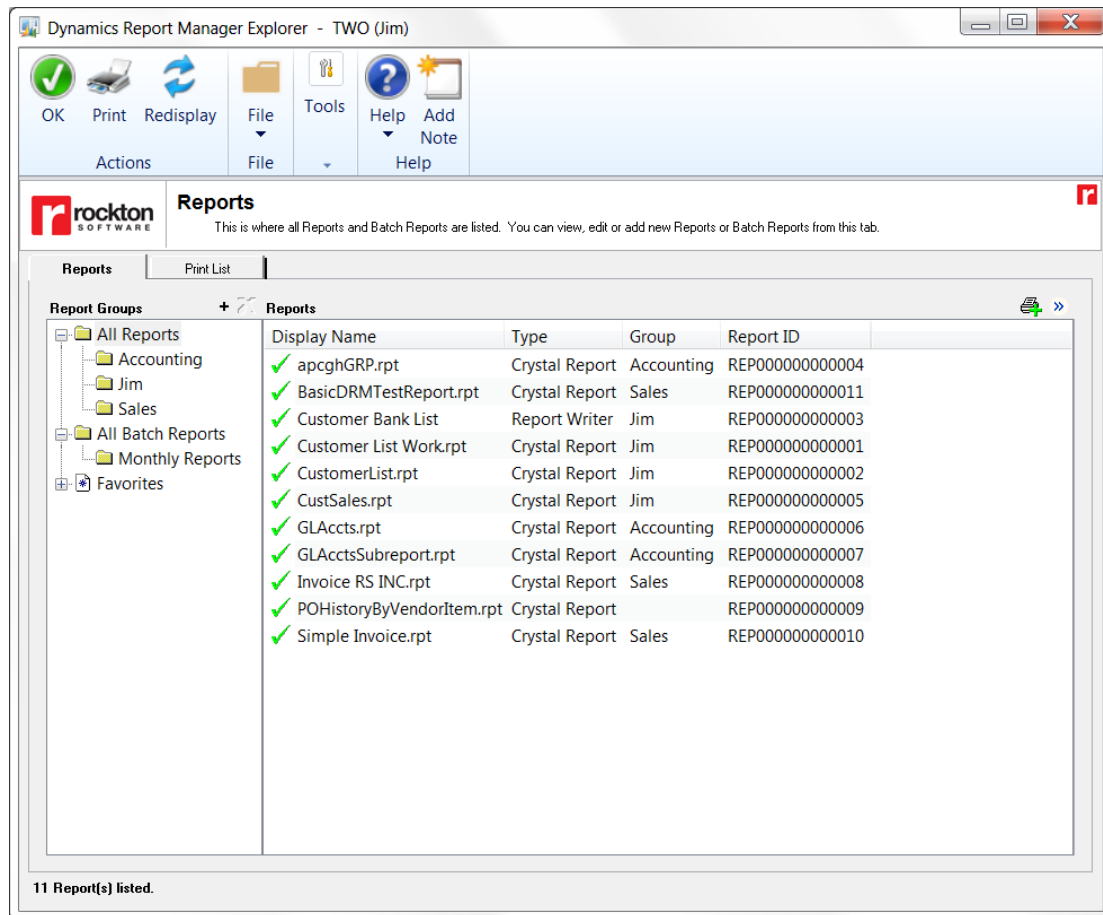 Dynamics Report Manager Explorer - TWO (Jim)
OK Print Redisplay File Tools Help Add Note
Actions File Help
rockton
SOFTWARE
Reports
This is where all Reports and Batch Reports are listed. You can view, edit or add new Reports or Batch Reports from this tab.
Reports Print List
Report Groups
All Reports
Accounting
Jim
Sales
All Batch Reports
Monthly Reports
Favorites
Reports
Display Name Type Group Report ID
apcghGRP.rpt Crystal Report Accounting REP000000000004
BasicDRMTestReport.rpt Crystal Report Sales REP000000000011
Customer Bank List Report Writer Jim REP000000000003
Customer List Work.rpt Crystal Report Jim REP000000000001
CustomerList.rpt Crystal Report Jim REP000000000002
CustSales.rpt Crystal Report Jim REP000000000005
GLAccts.rpt Crystal Report Accounting REP000000000006
GLAcctsSubreport.rpt Crystal Report Accounting REP000000000007
Invoice RS INC.rpt Crystal Report Sales REP000000000008
POHistoryByVendorItem.rpt Crystal Report REP000000000009
Simple Invoice.rpt Crystal Report Sales REP000000000010
11 Report(s) listed.